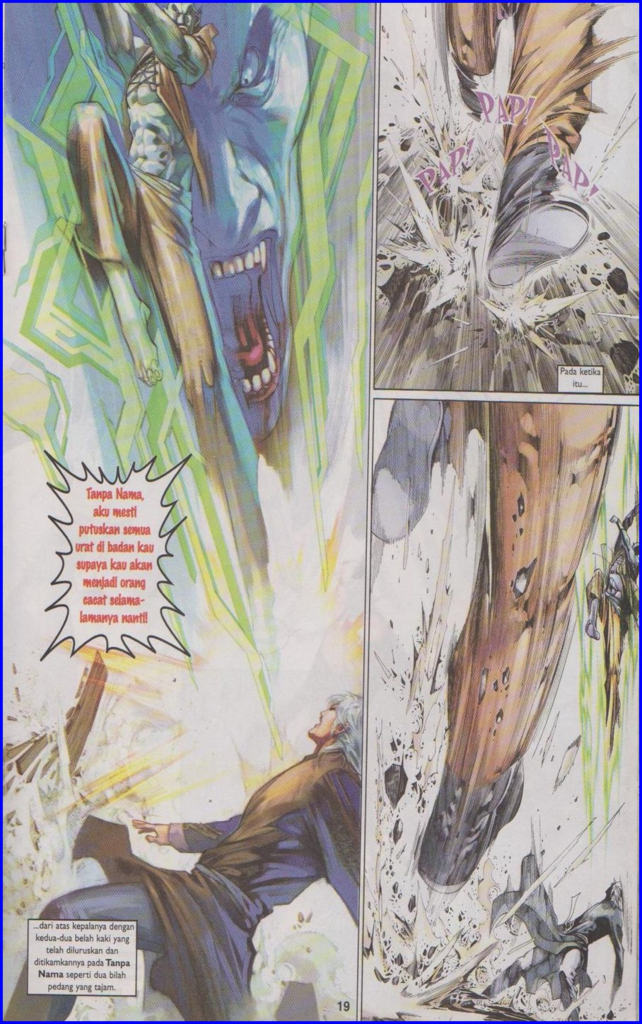 Tanpa Nama,
aku mesti
putuskan semua
urat di badan kau
supaya kau akan
menjadi orang
cacat selama-
lamanya nanti!
...dari atas kepalanya dengan
kedua-dua belah kaki yang
telah diluruskan dan
ditikamkannya pada Tanpa
Nama seperti dua bilah
pedang yang tajam.
19
PAP!
PAP!
PAP!
Pada ketika
itu...